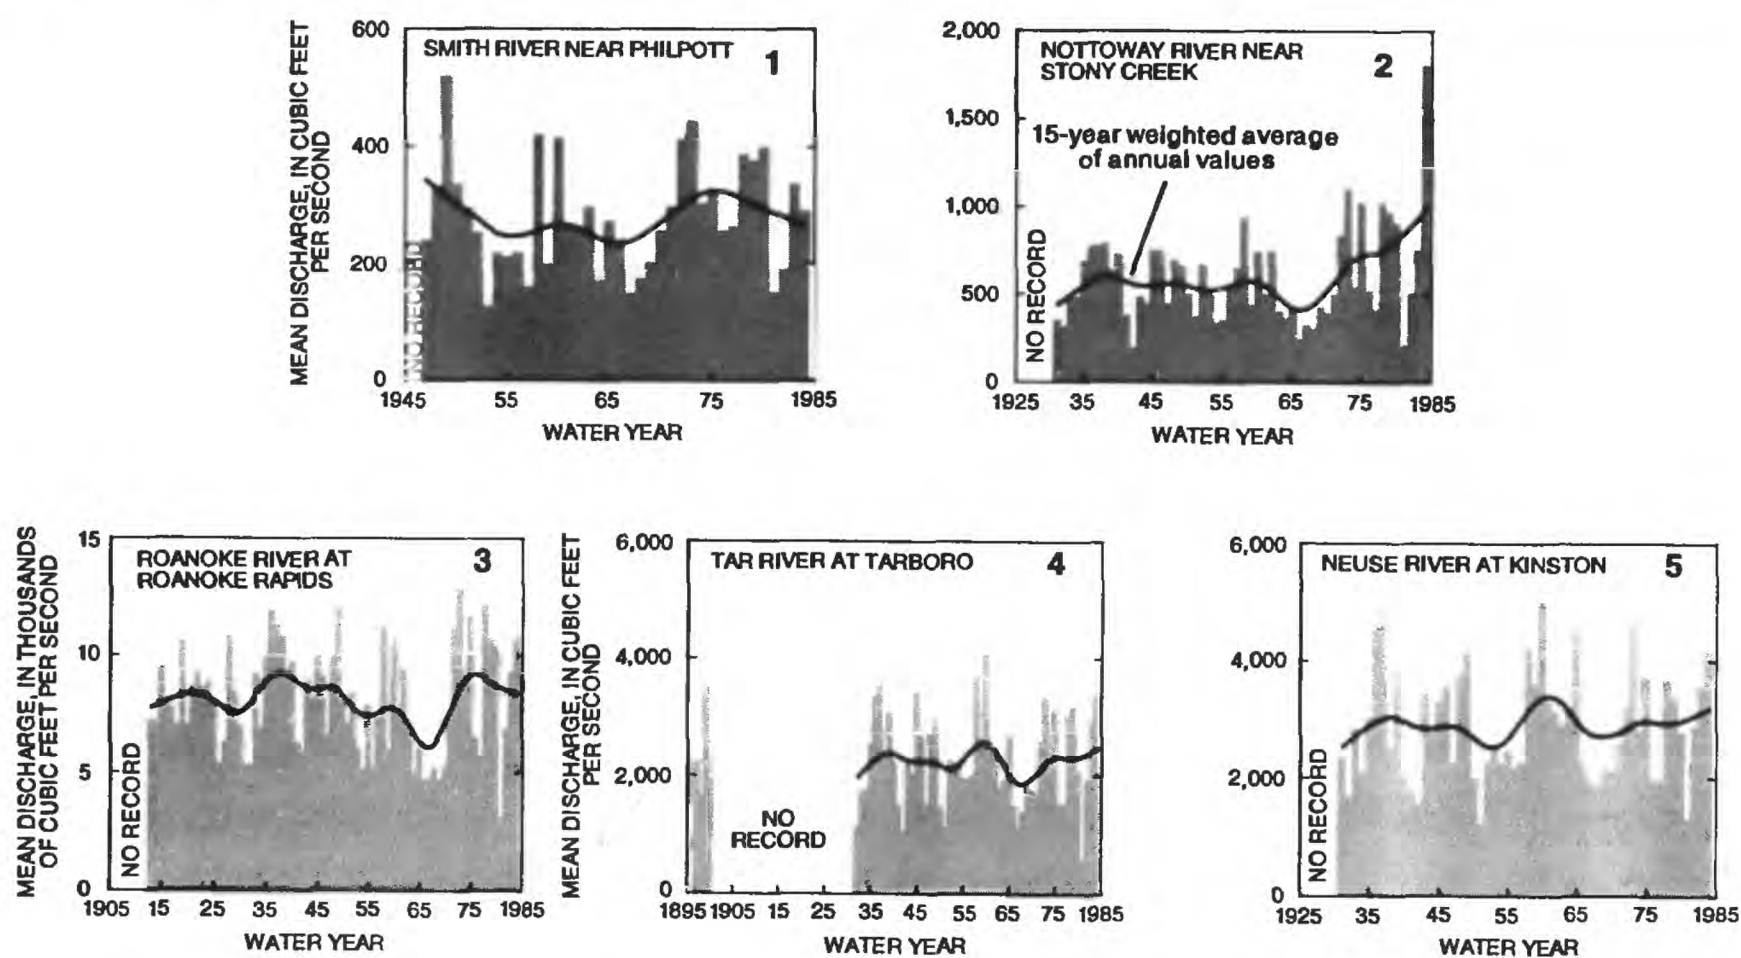 MEAN DISCHARGE, IN CUBIC FEET
PER SECOND
600
400
200
0
SMITH RIVER NEAR PHILPOTT
1
NO RECORD
1945 55 65 75 1985
WATER YEAR
2,000
1,500
1,000
500
0
NOTTOWAY RIVER NEAR
STONY CREEK
2
15-year weighted average
of annual values
NO RECORD
1925 35 45 55 65 75 1985
WATER YEAR
MEAN DISCHARGE, IN THOUSANDS
OF CUBIC FEET PER SECOND
15
10
5
0
ROANOKE RIVER AT
ROANOKE RAPIDS
3
NO RECORD
1905 15 25 35 45 55 75 1985
WATER YEAR
MEAN DISCHARGE, IN CUBIC FEET
PER SECOND
6,000
4,000
2,000
0
TAR RIVER AT TARBORO
4
NO
RECORD
1895 1905 15 25 35 45 55 65 75 1985
WATER YEAR
6,000
4,000
2,000
0
NEUSE RIVER AT KINSTON
5
NO RECORD
1925 35 45 55 65 75 1985
WATER YEAR